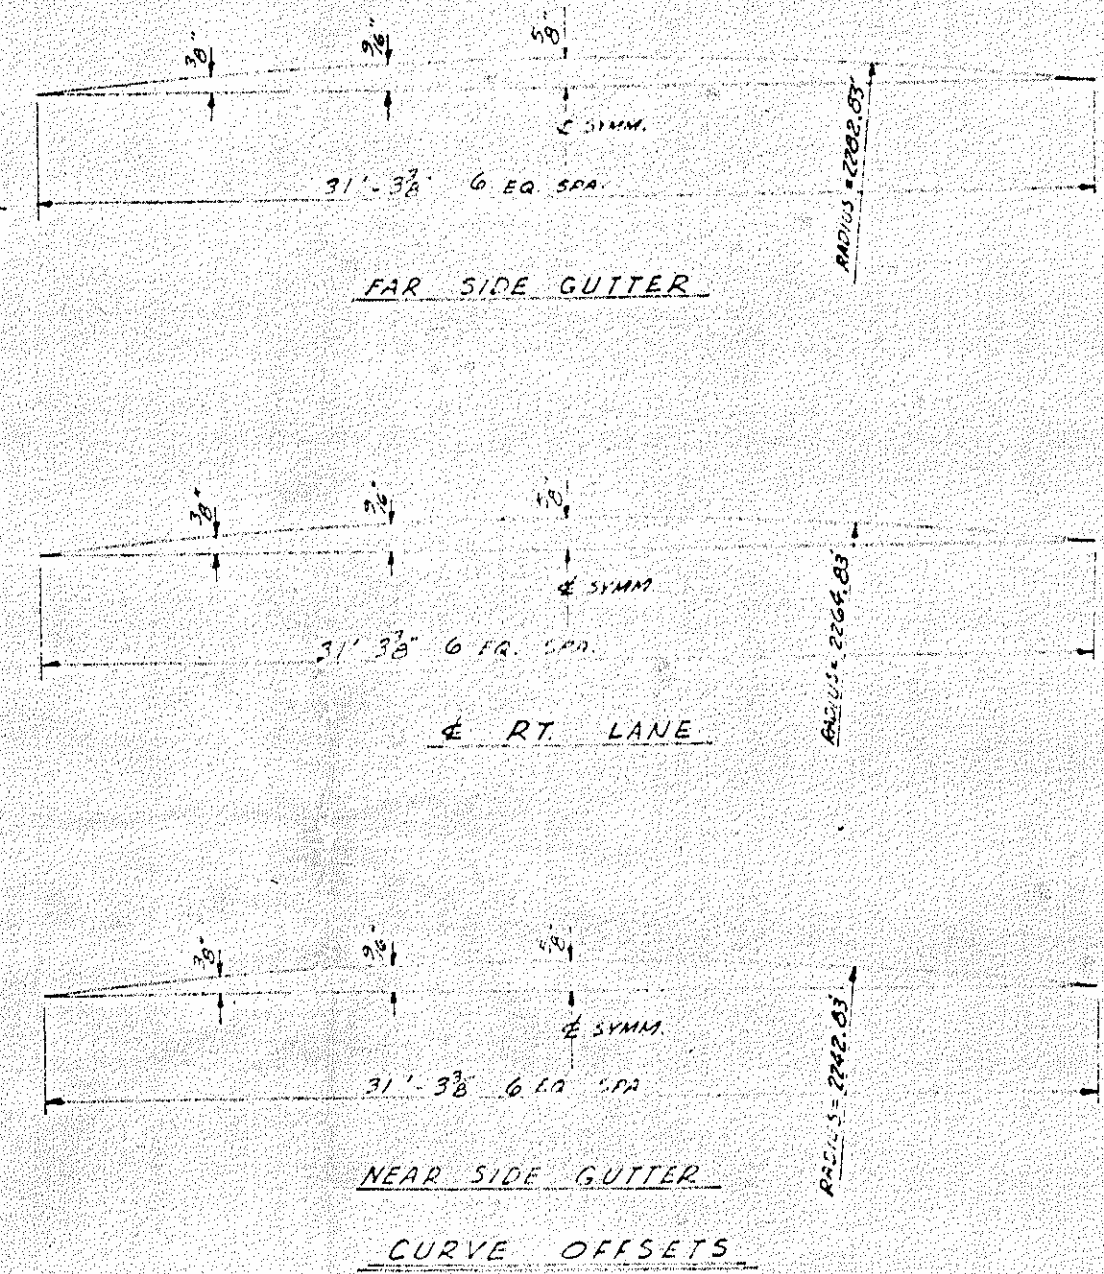 3/8" 9/16" 5/8"
℄ SYMM.
31'-3 3/8" 6 EQ. SPA.
RADIUS = 2282.83'
FAR SIDE GUTTER
3/8" 9/16" 5/8"
℄ SYMM
31' 3 3/8" 6 EQ. SPA.
RADIUS = 2264.83'
℄ RT. LANE
3/8" 9/16" 5/8"
℄ SYMM.
31'-3 3/8" 6 EQ SPA
RADIUS = 2242.83'
NEAR SIDE GUTTER
CURVE OFFSETS